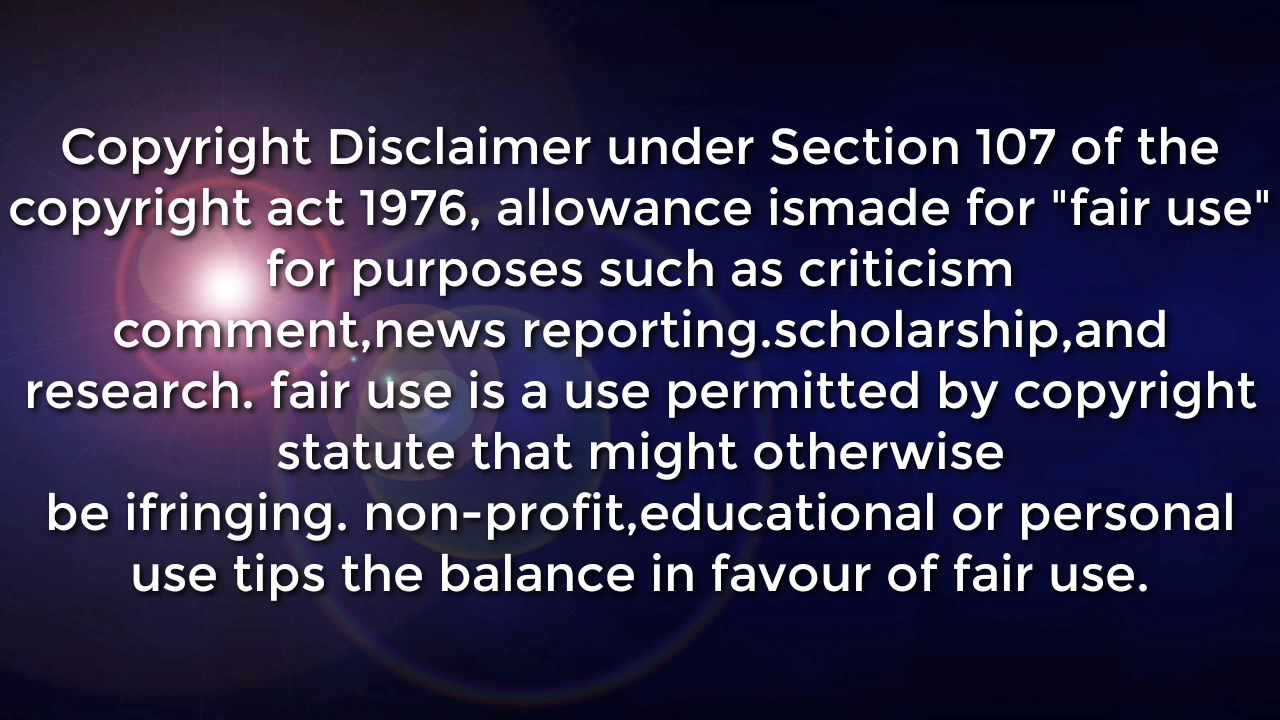 Copyright Disclaimer under Section 107 of the
copyright act 1976, allowance ismade for "fair use"
for purposes such as criticism
comment,news reporting.scholarship,and
research. fair use is a use permitted by copyright
statute that might otherwise
be ifringing. non-profit,educational or personal
use tips the balance in favour of fair use.